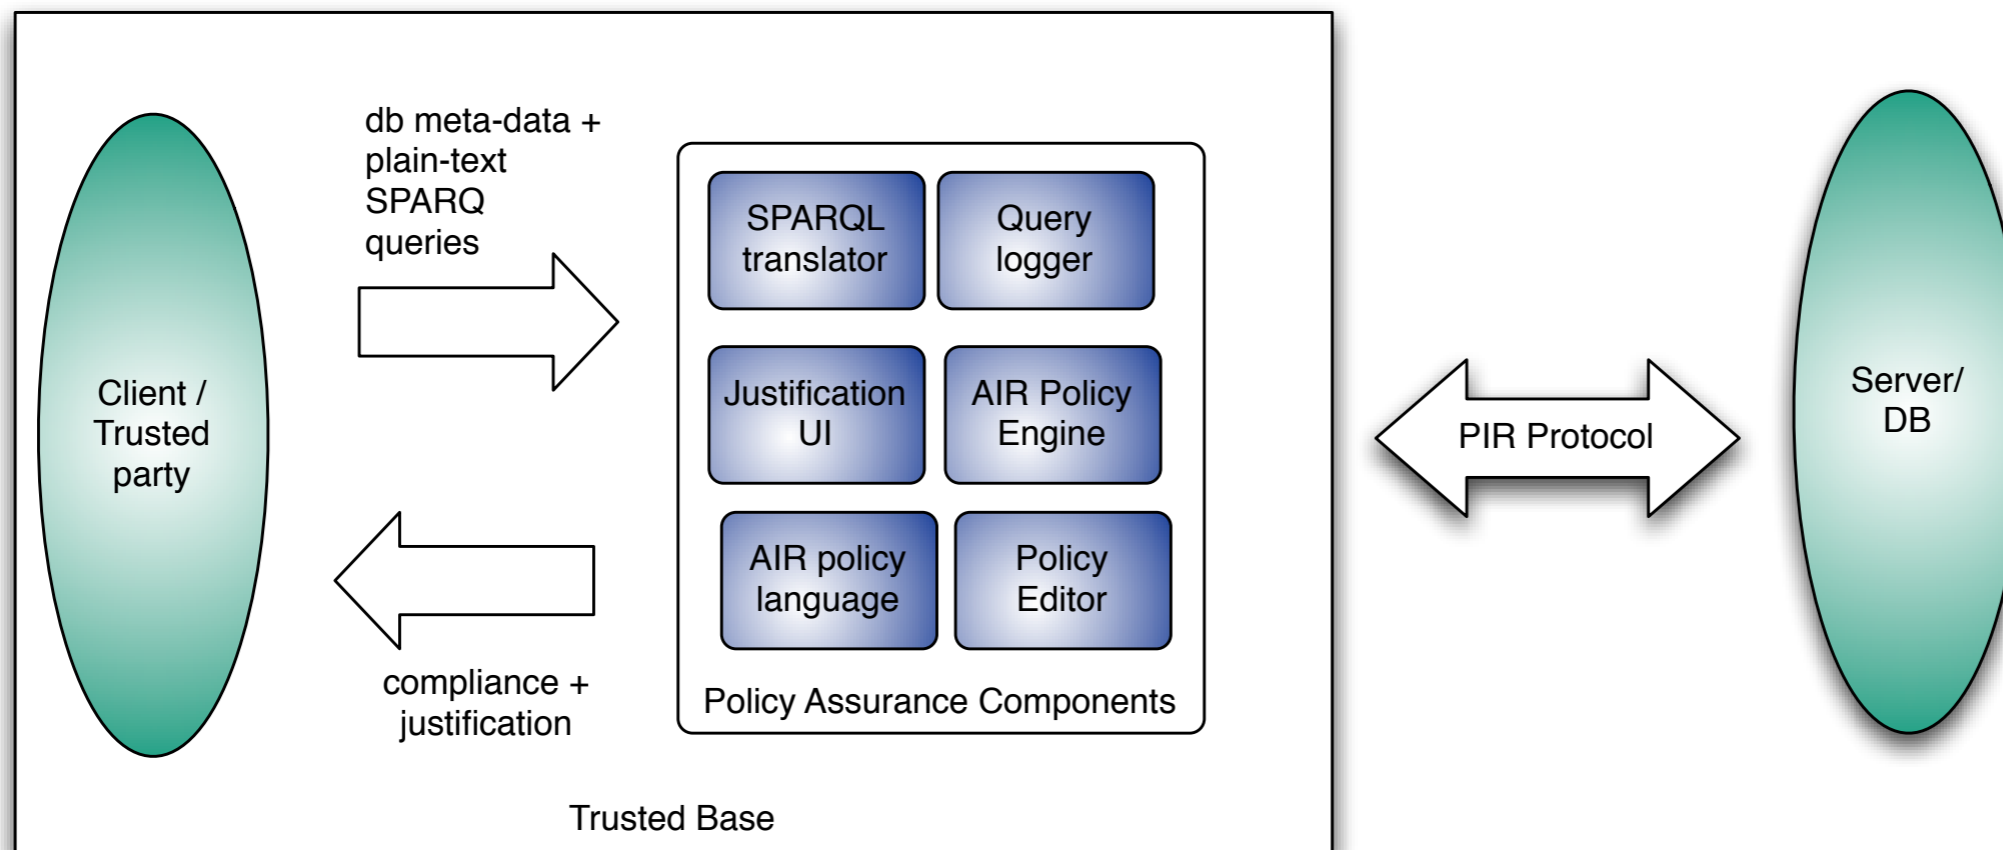 db meta-data +
plain-text
SPARQ
queries
Client /
Trusted
party
compliance +
justification
SPARQL
translator
Query
logger
Justification
UI
AIR Policy
Engine
AIR policy
language
Policy
Editor
Policy Assurance Components
Trusted Base
PIR Protocol
Server/
DB